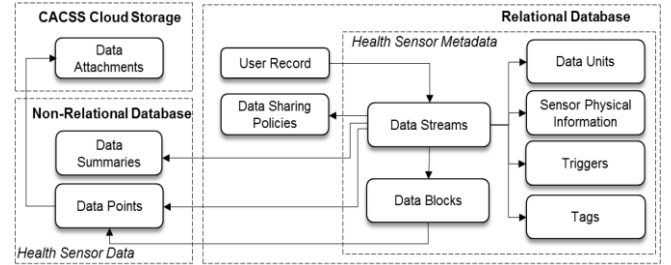 CACSS Cloud Storage
Data
Attachments
Non-Relational Database
Data
Summaries
Data Points
Health Sensor Data
Relational Database
Health Sensor Metadata
User Record
Data Sharing
Policies
Data Streams
Data Blocks
Data Units
Sensor Physical
Information
Triggers
Tags